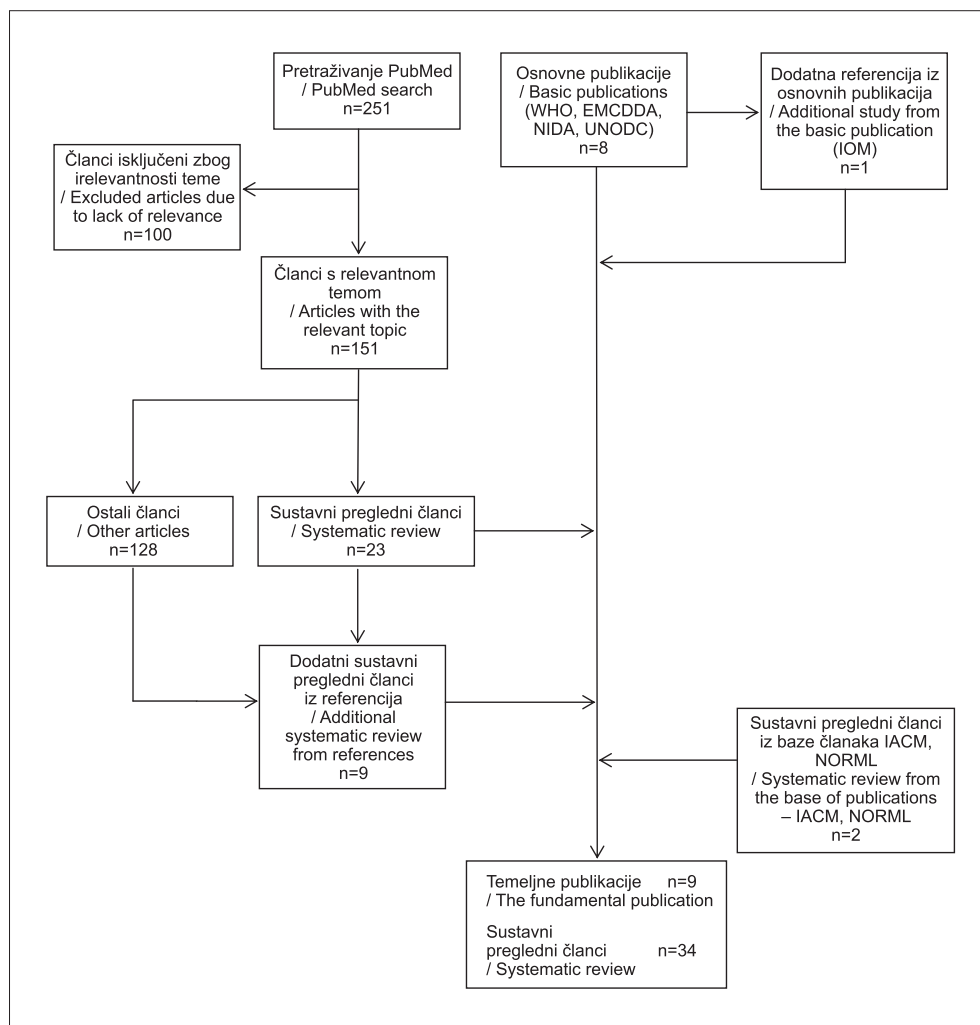 Pretraživanje PubMed
/ PubMed search
n=251
Osnovne publikacije
/ Basic publications
(WHO, EMCDDA,
NIDA, UNODC)
n=8
Dodatna referencija iz
osnovnih publikacija
/ Additional study from
the basic publication
(IOM)
n=1
Članci isključeni zbog
irelevantnosti teme
/ Excluded articles due
to lack of relevance
n=100
Članci s relevantnom
temom
/ Articles with the
relevant topic
n=151
Ostali članci
/ Other articles
n=128
Sustavni pregledni članci
/ Systematic review
n=23
Dodatni sustavni
pregledni članci
iz referencija
/ Additional
systematic review
from references
n=9
Sustavni pregledni članci
iz baze članaka IACM,
NORML
/ Systematic review from
the base of publications
– IACM, NORML
n=2
Temeljne publikacije n=9
/ The fundamental publication
Sustavni
pregledni članci n=34
/ Systematic review